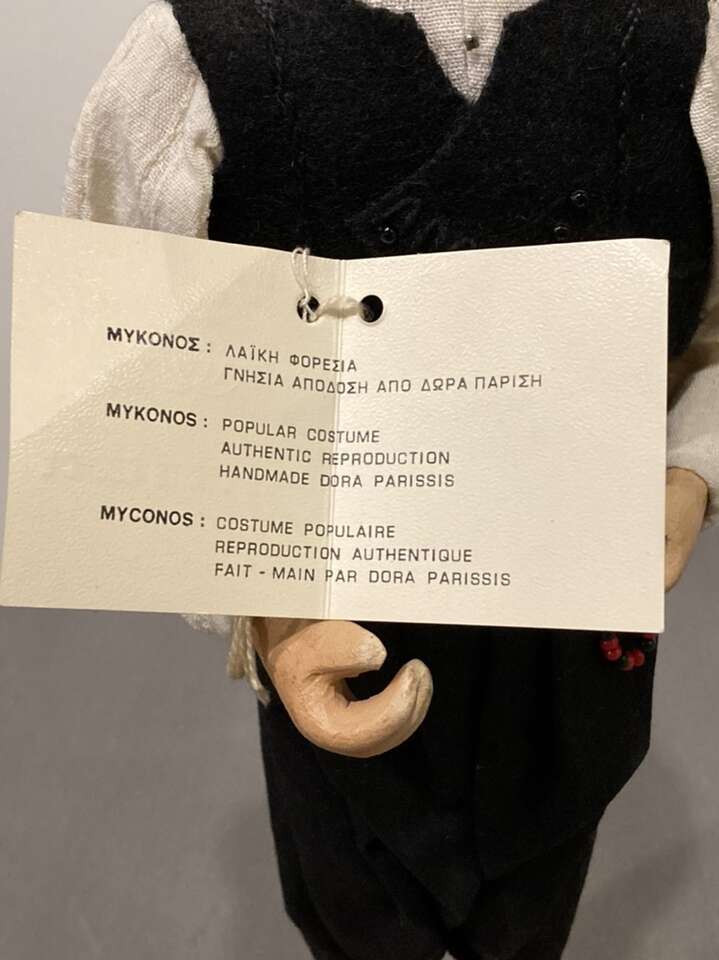 ΜΥΚΟΝΟΣ : ΛΑΪΚΗ ΦΟΡΕΣΙΑ
ΓΝΗΣΙΑ ΑΠΟΔΟΣΗ ΑΠΟ ΔΩΡΑ ΠΑΡΙΣΗ
MYKONOS : POPULAR COSTUME
AUTHENTIC REPRODUCTION
HANDMADE DORA PARISSIS
MYCONOS : COSTUME POPULAIRE
REPRODUCTION AUTHENTIQUE
FAIT - MAIN PAR DORA PARISSIS